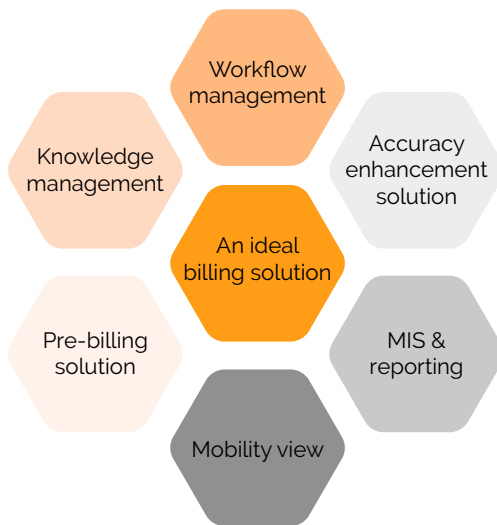 Workflow
management
Knowledge
management
Accuracy
enhancement
solution
An ideal
billing solution
Pre-billing
solution
MIS &
reporting
Mobility view